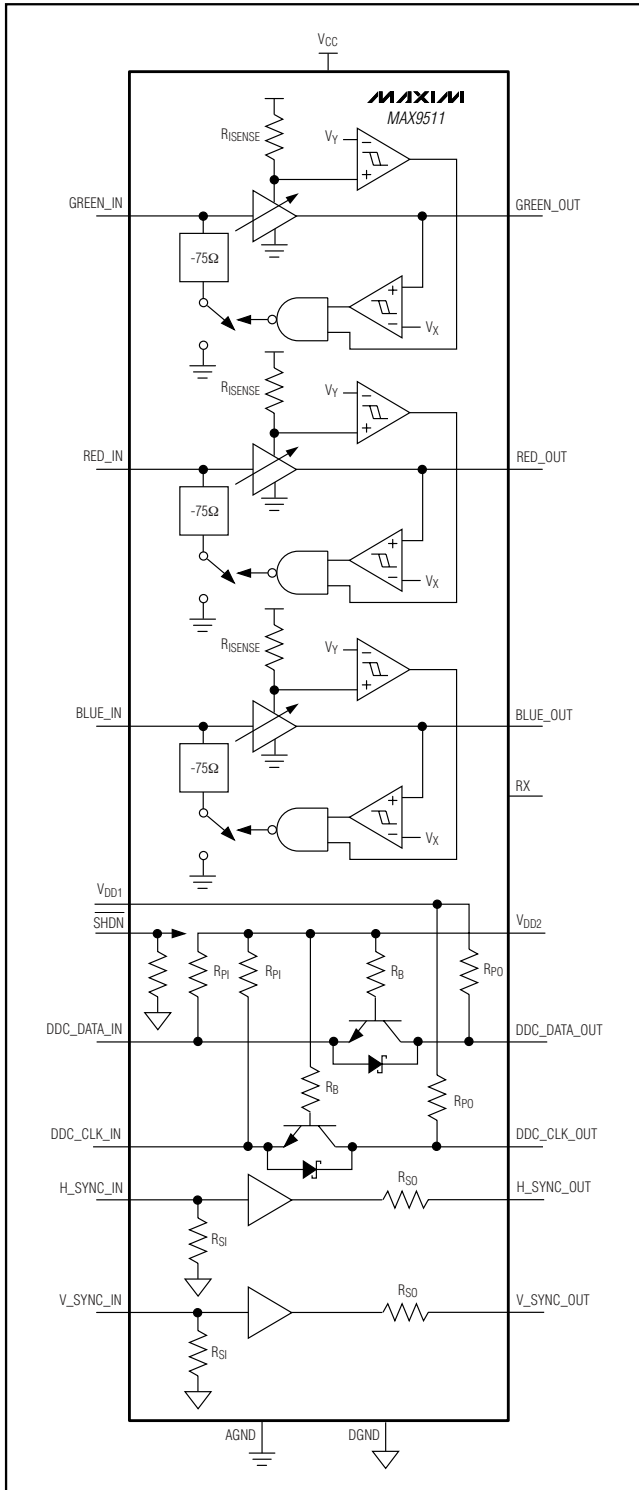 VCC
MAXIM
MAX9511
RISENSE
VY
−
+
GREEN_IN
GREEN_OUT
-75Ω
+
−
VX
RISENSE
VY
−
+
RED_IN
RED_OUT
-75Ω
+
−
VX
RISENSE
VY
−
+
BLUE_IN
BLUE_OUT
-75Ω
RX
+
−
VX
VDD1
SHDN
VDD2
RPI
RPI
RB
RPO
DDC_DATA_IN
DDC_DATA_OUT
RB
RPO
DDC_CLK_IN
DDC_CLK_OUT
H_SYNC_IN
RSO
H_SYNC_OUT
RSI
V_SYNC_IN
RSO
V_SYNC_OUT
RSI
AGND
DGND